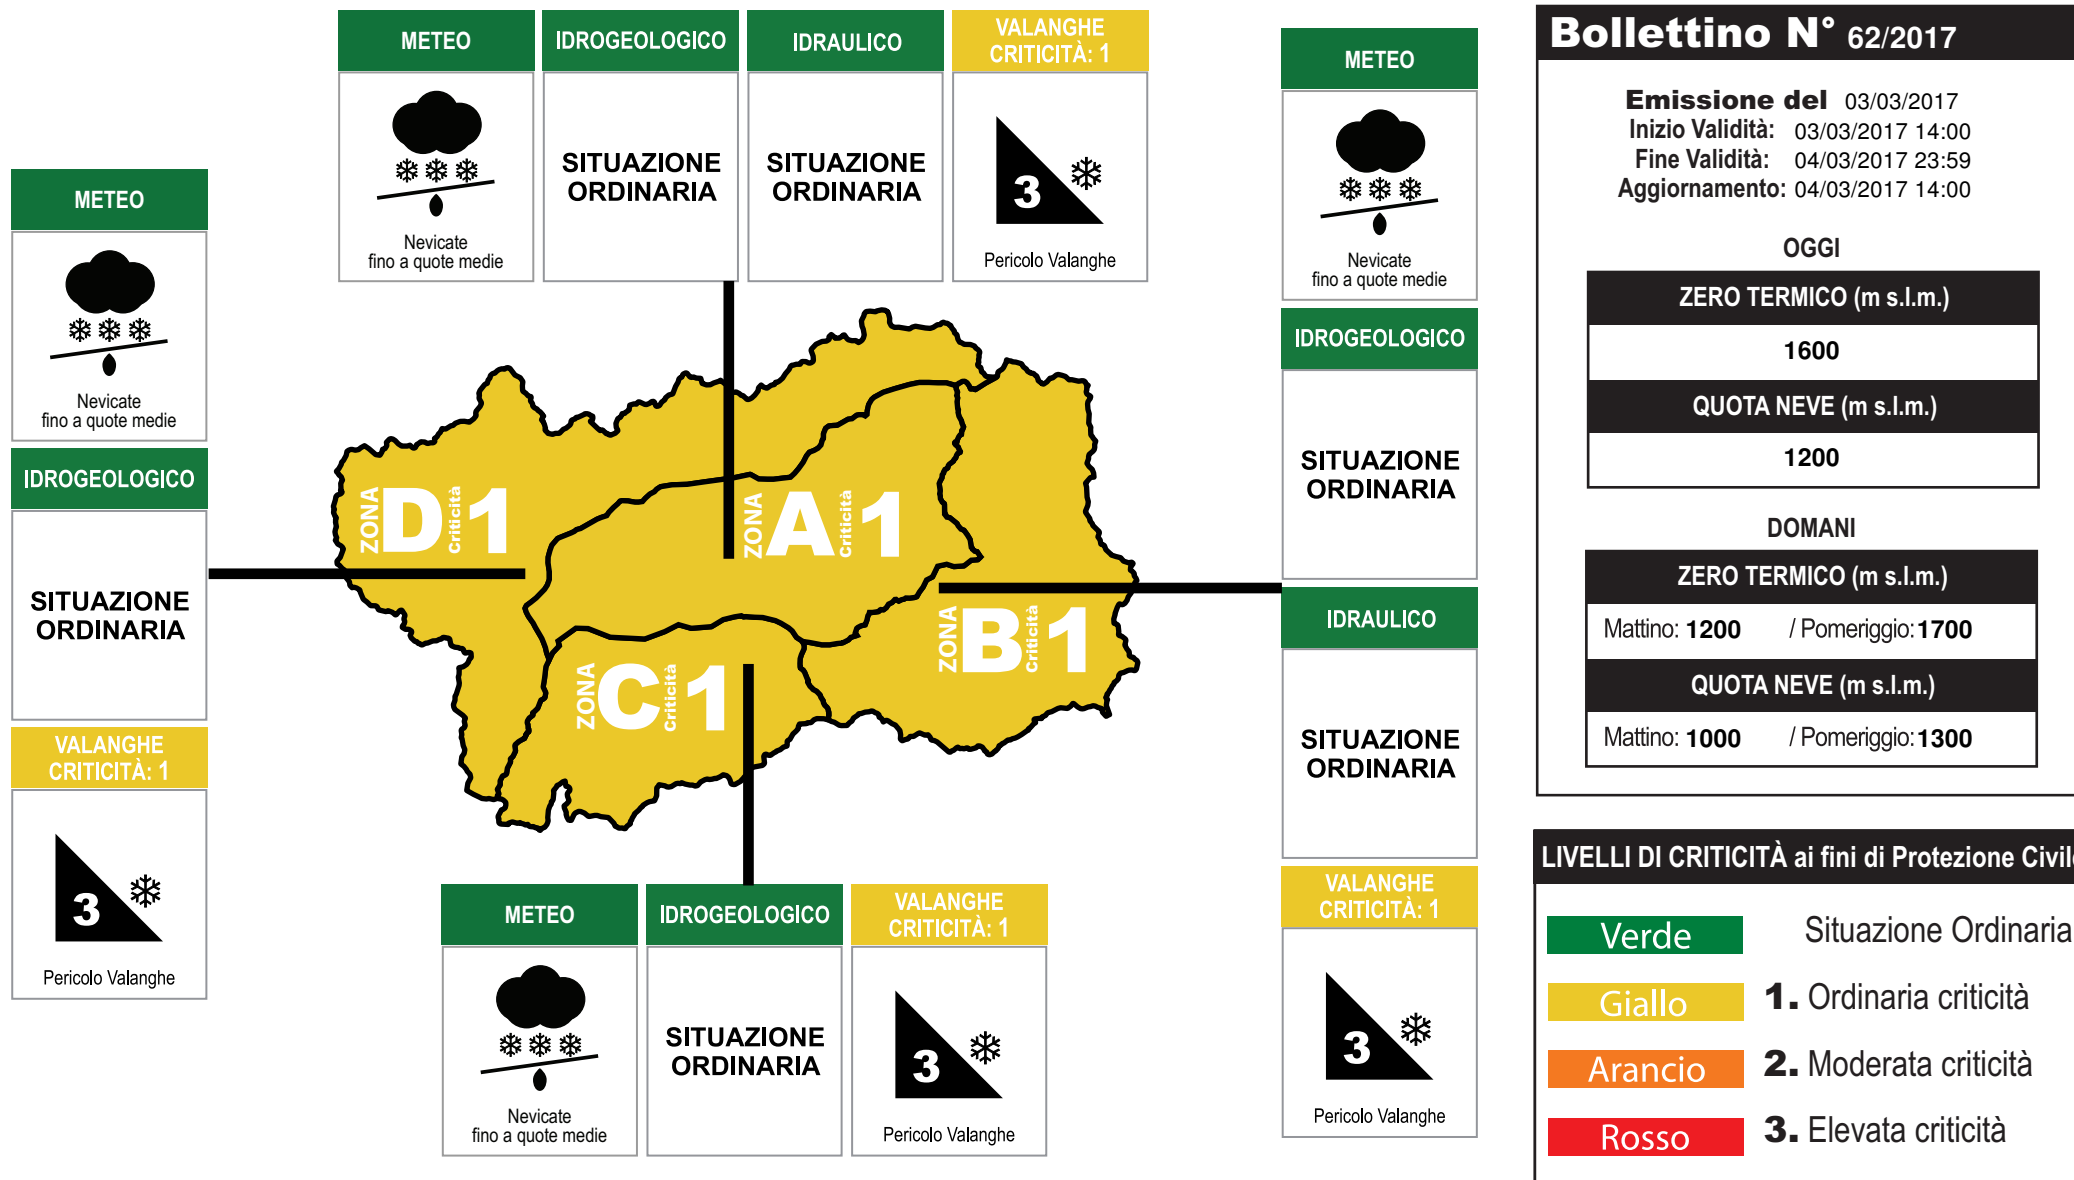 METEO
Nevicate
fino a quote medie
IDROGEOLOGICO
SITUAZIONE
ORDINARIA
VALANGHE
CRITICITÀ: 1
3
Pericolo Valanghe
METEO
Nevicate
fino a quote medie
IDROGEOLOGICO
SITUAZIONE
ORDINARIA
IDRAULICO
SITUAZIONE
ORDINARIA
VALANGHE
CRITICITÀ: 1
3
Pericolo Valanghe
ZONA D Criticità 1
ZONA A Criticità 1
ZONA B Criticità 1
ZONA C Criticità 1
METEO
Nevicate
fino a quote medie
IDROGEOLOGICO
SITUAZIONE
ORDINARIA
VALANGHE
CRITICITÀ: 1
3
Pericolo Valanghe
METEO
Nevicate
fino a quote medie
IDROGEOLOGICO
SITUAZIONE
ORDINARIA
IDRAULICO
SITUAZIONE
ORDINARIA
VALANGHE
CRITICITÀ: 1
3
Pericolo Valanghe
Bollettino N° 62/2017
Emissione del 03/03/2017
Inizio Validità: 03/03/2017 14:00
Fine Validità: 04/03/2017 23:59
Aggiornamento: 04/03/2017 14:00
OGGI
ZERO TERMICO (m s.l.m.)
1600
QUOTA NEVE (m s.l.m.)
1200
DOMANI
ZERO TERMICO (m s.l.m.)
Mattino: 1200 / Pomeriggio: 1700
QUOTA NEVE (m s.l.m.)
Mattino: 1000 / Pomeriggio: 1300
LIVELLI DI CRITICITÀ ai fini di Protezione Civile
Verde Situazione Ordinaria
Giallo 1. Ordinaria criticità
Arancio 2. Moderata criticità
Rosso 3. Elevata criticità